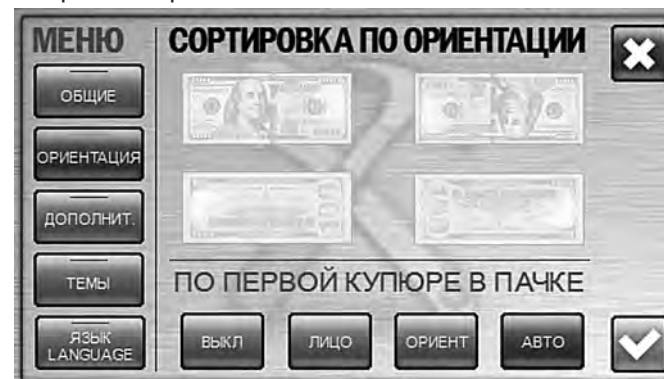 МЕНЮ
СОРТИРОВКА ПО ОРИЕНТАЦИИ
ОБЩИЕ
ОРИЕНТАЦИЯ
ДОПОЛНИТ.
ТЕМЫ
ЯЗЫК
LANGUAGE
ПО ПЕРВОЙ КУПЮРЕ В ПАЧКЕ
ВЫКЛ
ЛИЦО
ОРИЕНТ
АВТО